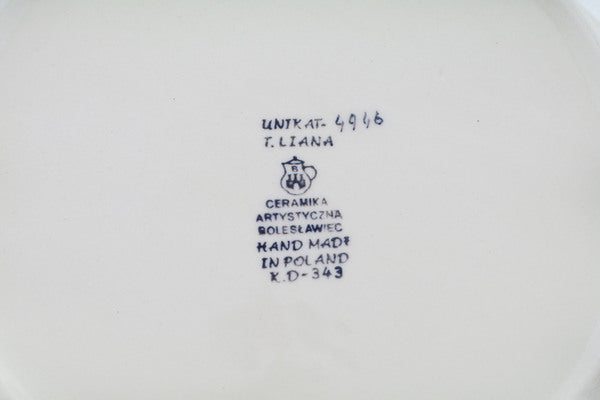 UNIKAT- 4946
T. LIANA
B
CERAMIKA
ARTYSTYCZNA
BOLESŁAWIEC
HAND MADE
IN POLAND
K.D-343